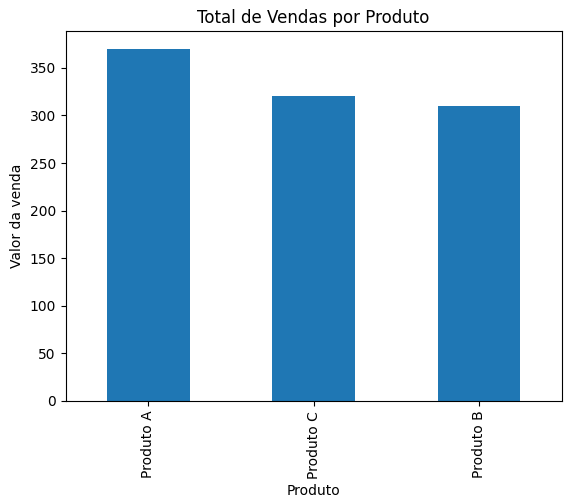 Total de Vendas por Produto
Valor da venda
350
300
250
200
150
100
50
0
Produto A
Produto C
Produto B
Produto